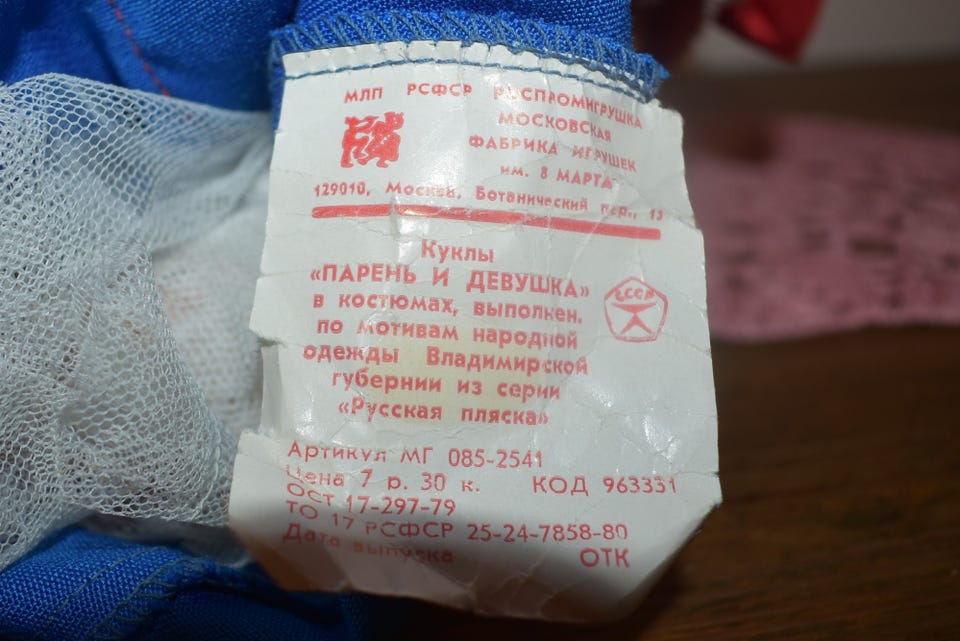 МЛП РСФСР РОСПРОМИГРУШКА
МОСКОВСКАЯ
ФАБРИКА ИГРУШЕК
им. 8 МАРТА
129010, Москва, Ботанический пер., 13
Куклы
«ПАРЕНЬ И ДЕВУШКА»
в костюмах, выполнен.
по мотивам народной
одежды Владимирской
губернии из серии
«Русская пляска»
СССР
Артикул МГ 085-2541
Цена 7 р. 30 к. КОД 963331
ОСТ 17-297-79
ТО 17 РСФСР 25-24-7858-80
Дата выпуска ОТК